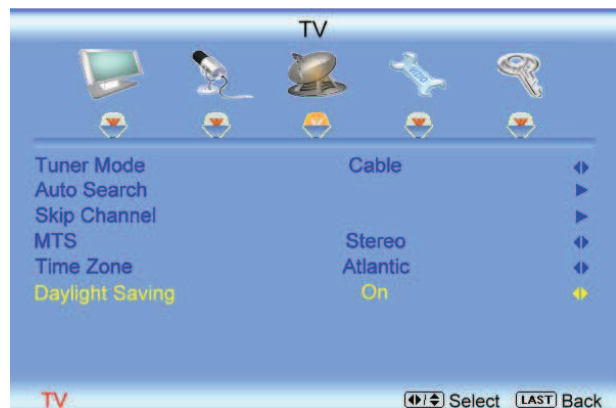 TV
Tuner Mode Cable
Auto Search
Skip Channel
MTS Stereo
Time Zone Atlantic
Daylight Saving On
TV Select LAST Back